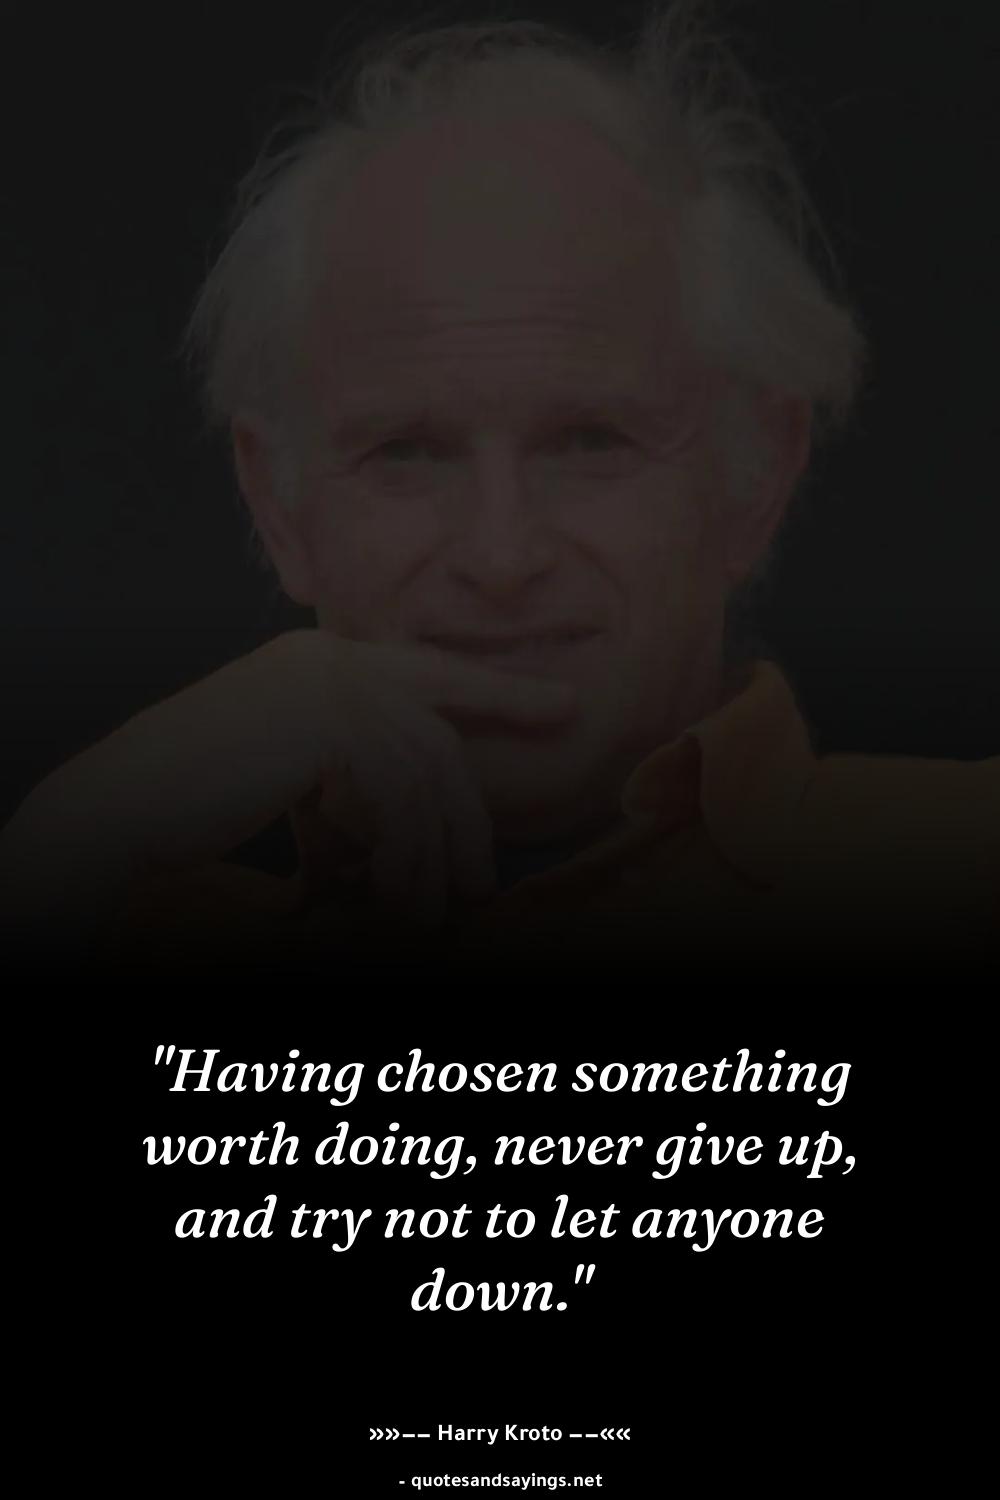 "Having chosen something
worth doing, never give up,
and try not to let anyone
down."
»»–– Harry Kroto ––««
- quotesandsayings.net